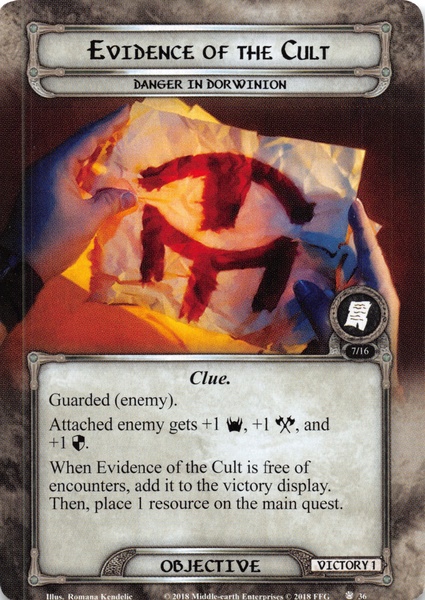 Evidence of the Cult
Danger in Dorwinion
7/16
Clue.
Guarded (enemy).
Attached enemy gets +1 , +1 , and
+1 .
When Evidence of the Cult is free of
encounters, add it to the victory display.
Then, place 1 resource on the main quest.
Objective
Victory 1
Illus. Romana Kendelic
©2018 Middle-earth Enterprises © 2018 FFG
36